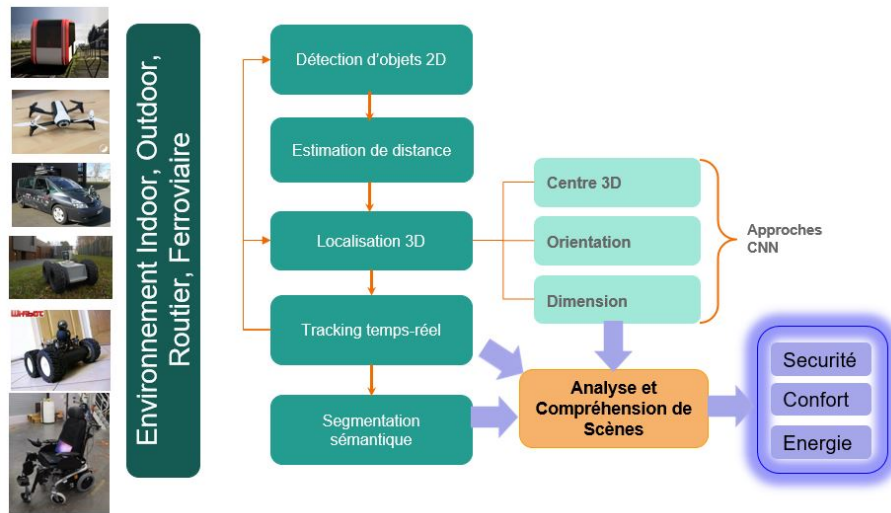 Environnement Indoor, Outdoor,
Routier, Ferroviaire
Détection d'objets 2D
Estimation de distance
Localisation 3D
Tracking temps-réel
Segmentation
sémantique
Centre 3D
Orientation
Dimension
Approches
CNN
Analyse et
Compréhension de
Scènes
Securité
Confort
Energie